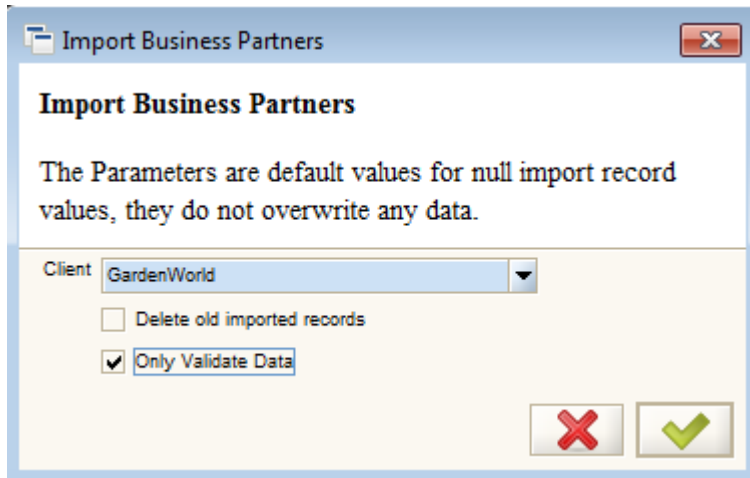 Import Business Partners
Import Business Partners
The Parameters are default values for null import record
values, they do not overwrite any data.
Client GardenWorld
Delete old imported records
Only Validate Data